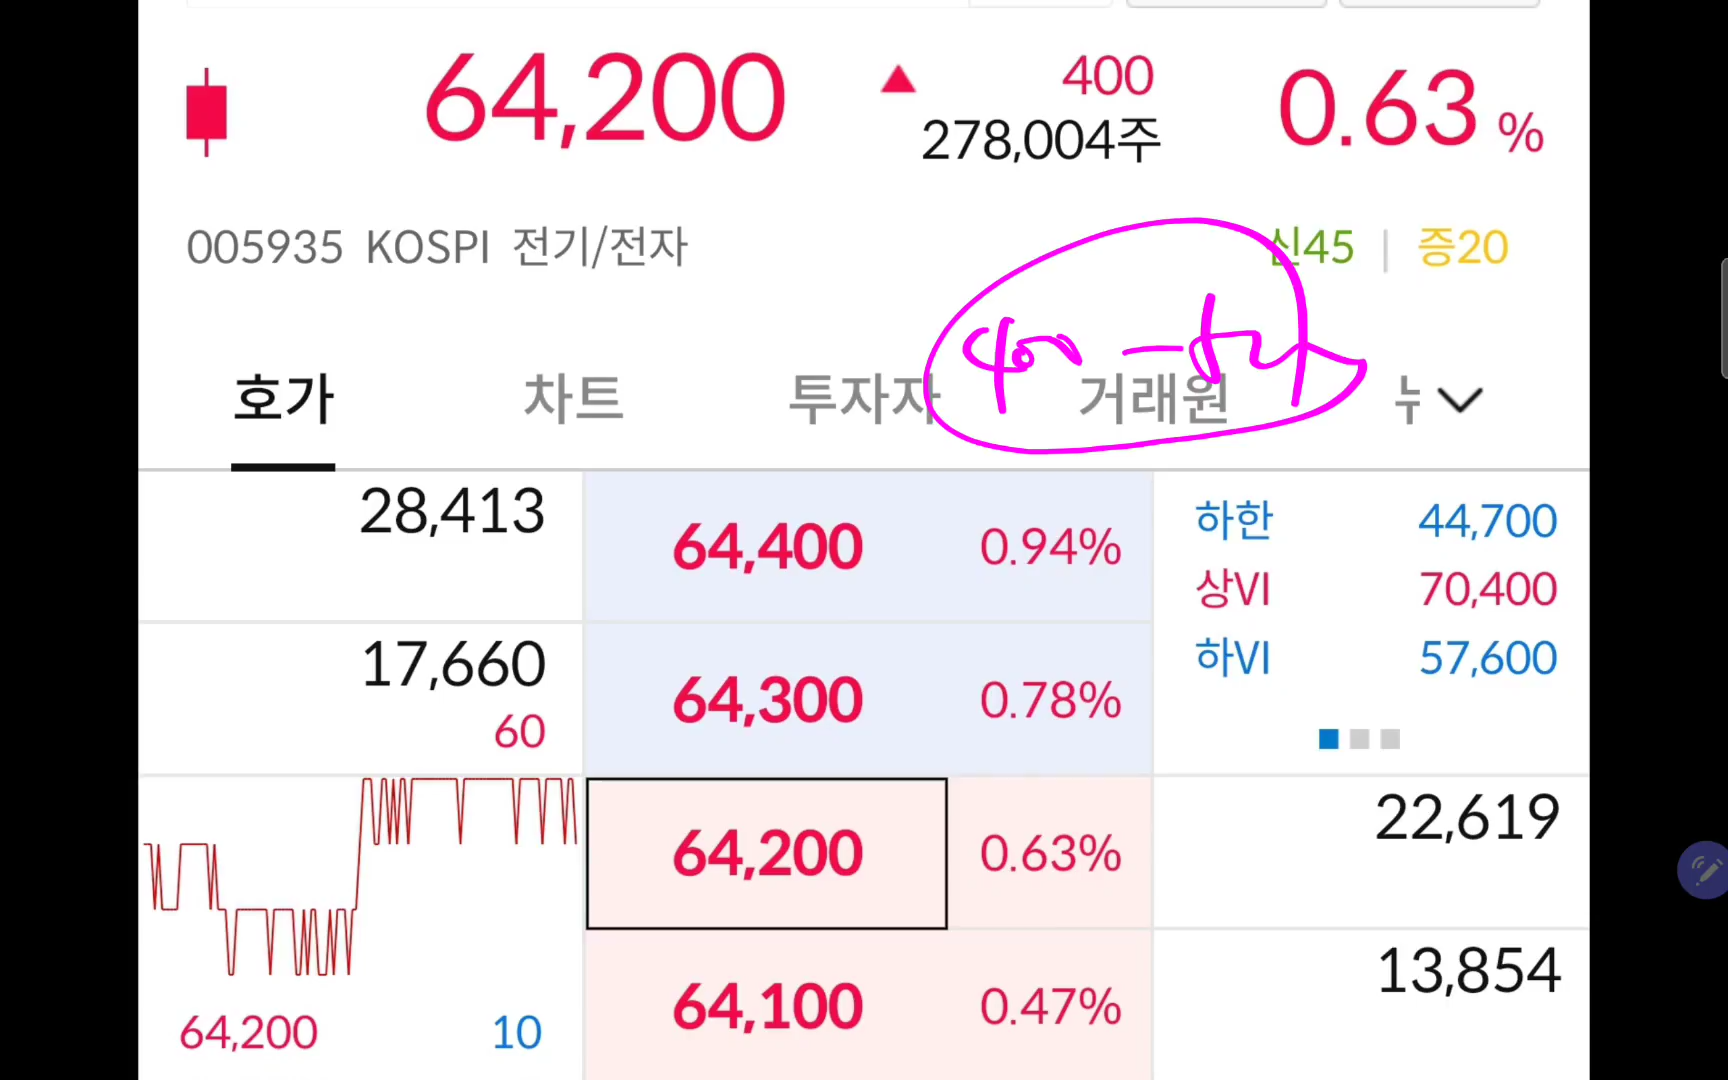 64,200 ▲ 400 0.63 %
278,004주
005935 KOSPI 전기/전자 신45 | 증20
호가 차트 투자자 거래원
28,413 64,400 0.94% 하한 44,700
상VI 70,400
17,660 64,300 0.78% 하VI 57,600
60
64,200 0.63% 22,619
64,100 0.47% 13,854
64,200 10